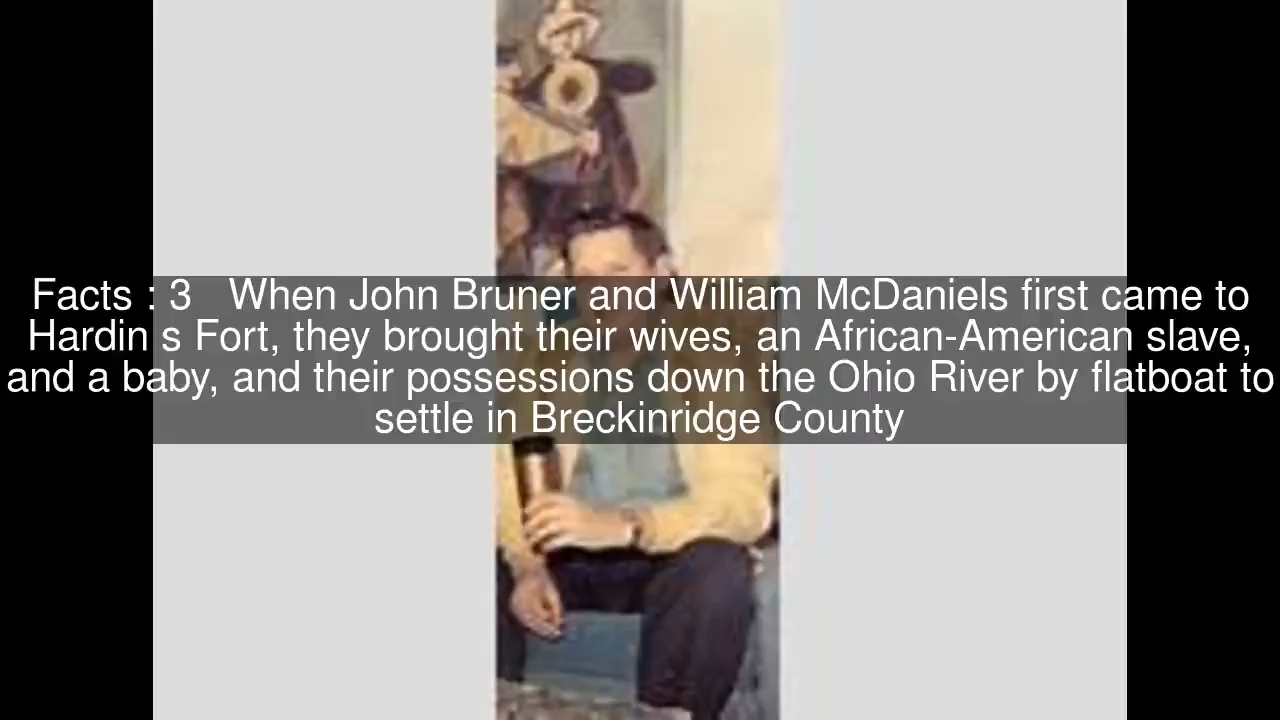 Facts : 3   When John Bruner and William McDaniels first came to
Hardin s Fort, they brought their wives, an African-American slave,
and a baby, and their possessions down the Ohio River by flatboat to
settle in Breckinridge County